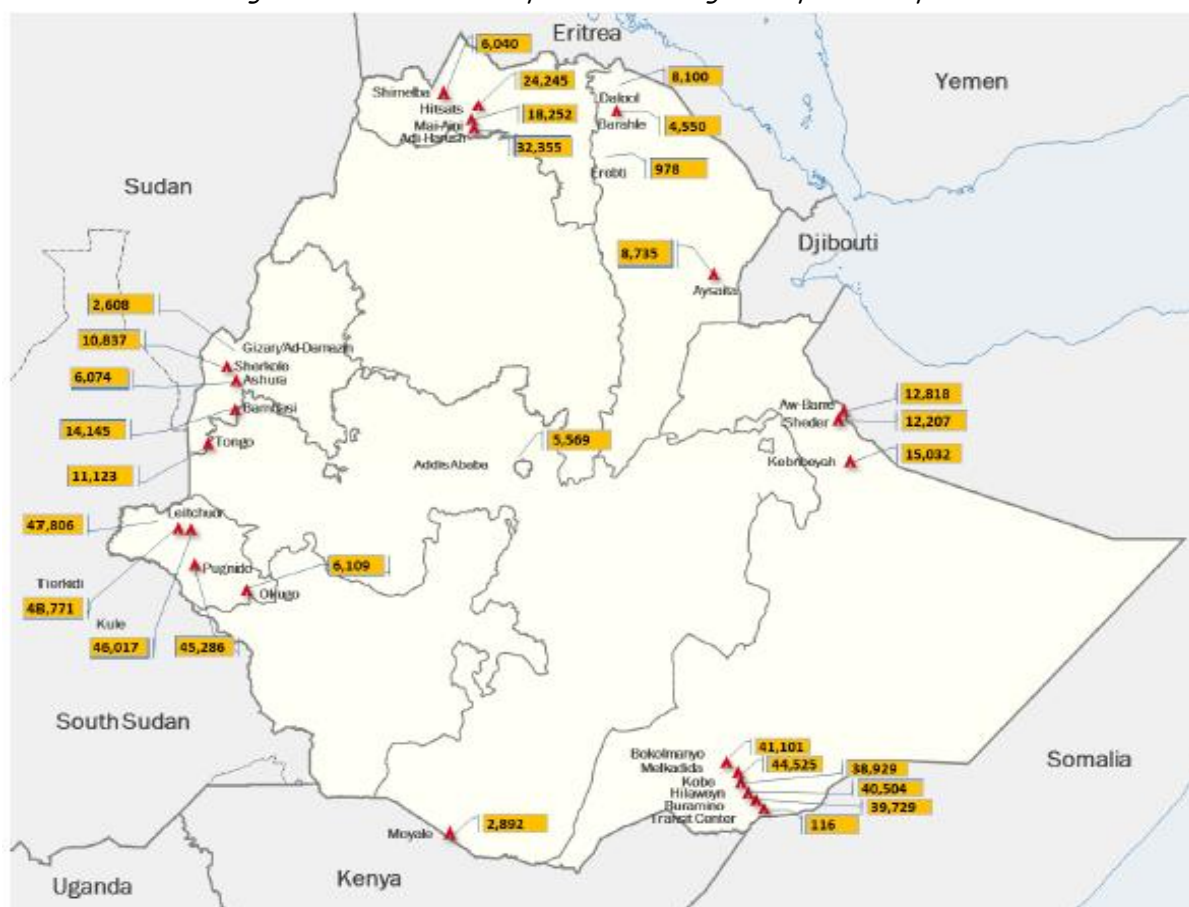 Eritrea
6,040
24,245
8,100
Yemen
Shimelba
Hitsats
18,252
Dalool
Barahle
4,550
Mai-Aini
Adi-Harush
32,355
Erebti
978
Sudan
Djibouti
8,735
Aysaita
2,608
10,837
Gizan/Ad-Damazin
Sherkole
6,074
Ashura
Bambasi
14,145
Tongo
11,123
Aw-Barre
12,818
Sheder
12,207
Kebribeyah
15,032
5,569
Addis Ababa
Leitchuor
47,806
Pugnido
6,109
Okugo
Tierkidi
48,771
Kule
46,017
45,286
South Sudan
Somalia
Bokolmanyo
41,101
Melkadida
44,525
Kobe
38,929
Hilaweyn
40,504
Buramino
39,729
Transit Center
116
Moyale
2,892
Uganda
Kenya